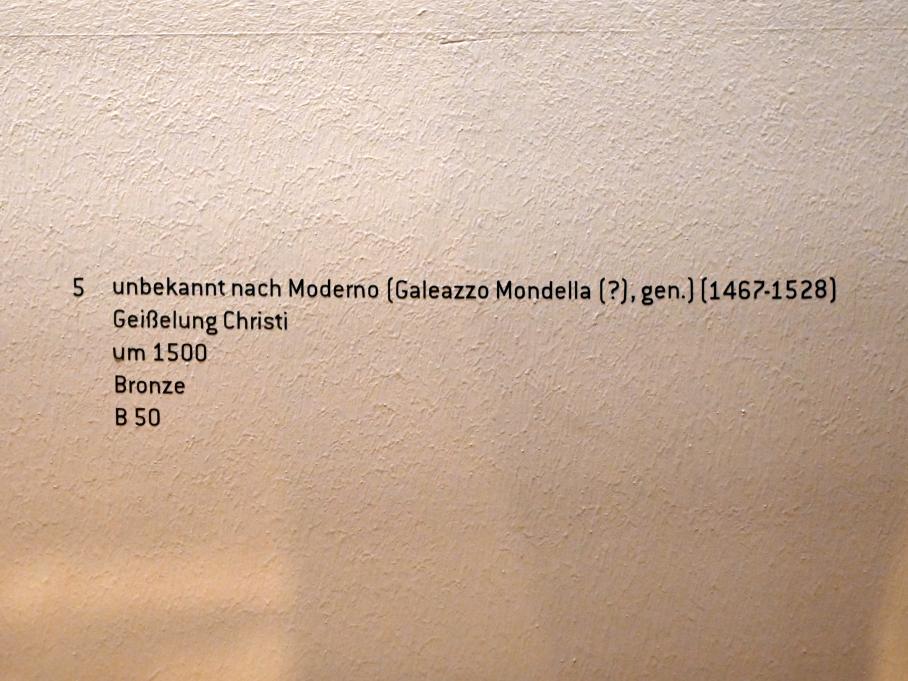 5 unbekannt nach Moderno (Galeazzo Mondella (?), gen.) (1467-1528)
Geißelung Christi
um 1500
Bronze
B 50